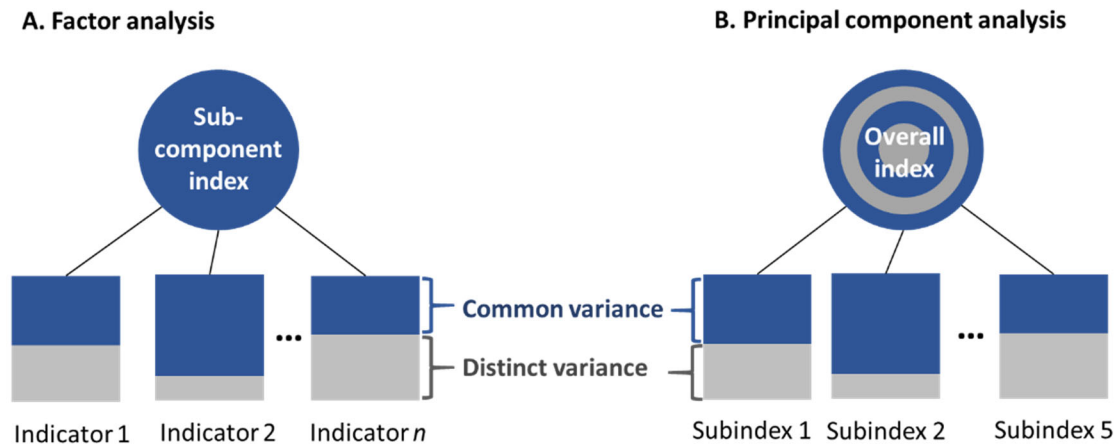 A. Factor analysis
B. Principal component analysis
Sub-
component
index
Overall
index
Common variance
Distinct variance
...
...
Indicator 1
Indicator 2
Indicator n
Subindex 1
Subindex 2
Subindex 5